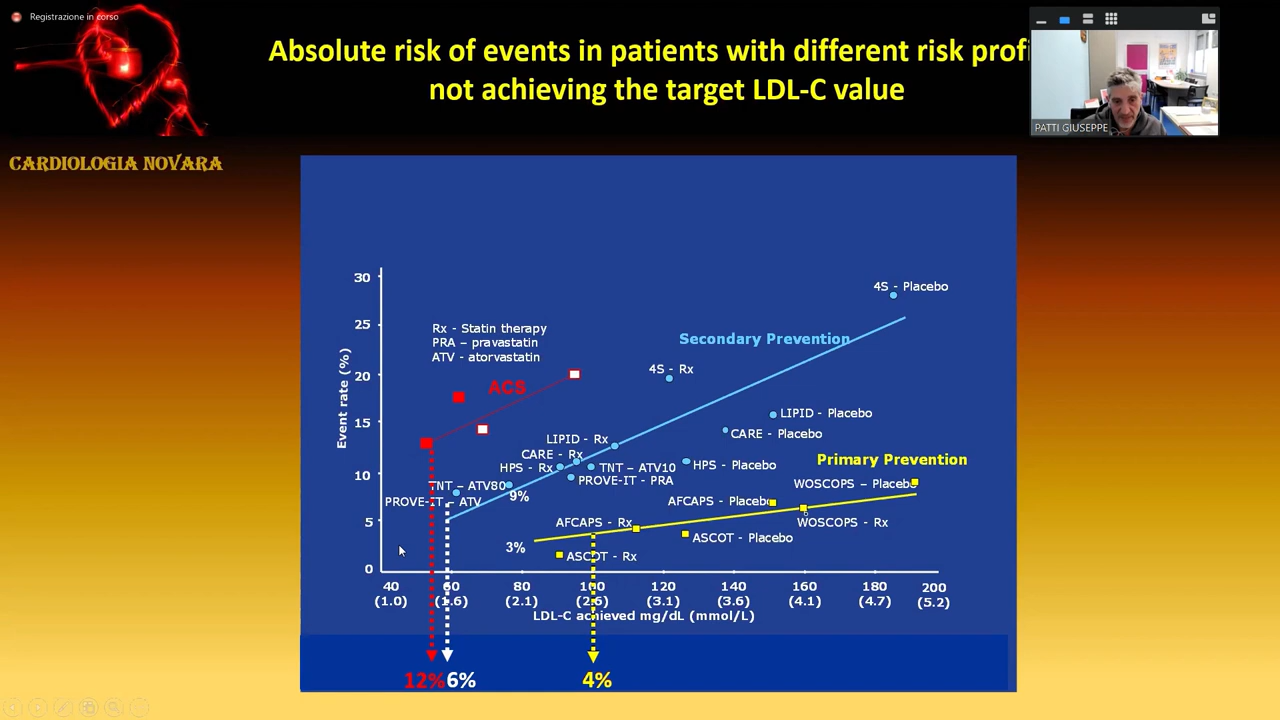 Registrazione in corso
Absolute risk of events in patients with different risk profi
not achieving the target LDL-C value
PATTI GIUSEPPE
CARDIOLOGIA NOVARA
30
25
20
15
10
5
0
Event rate (%)
Rx - Statin therapy
PRA – pravastatin
ATV - atorvastatin
ACS
Secondary Prevention
Primary Prevention
4S - Placebo
4S - Rx
LIPID - Placebo
CARE - Placebo
LIPID - Rx
CARE - Rx
HPS - Rx
TNT – ATV10
HPS - Placebo
PROVE-IT - PRA
TNT – ATV80
PROVE-IT – ATV
9%
WOSCOPS – Placebo
AFCAPS - Placebo
AFCAPS - Rx
WOSCOPS - Rx
ASCOT - Placebo
3%
ASCOT - Rx
40 60 80 100 120 140 160 180 200
(1.0) (1.6) (2.1) (2.6) (3.1) (3.6) (4.1) (4.7) (5.2)
LDL-C achieved mg/dL (mmol/L)
12% 6% 4%